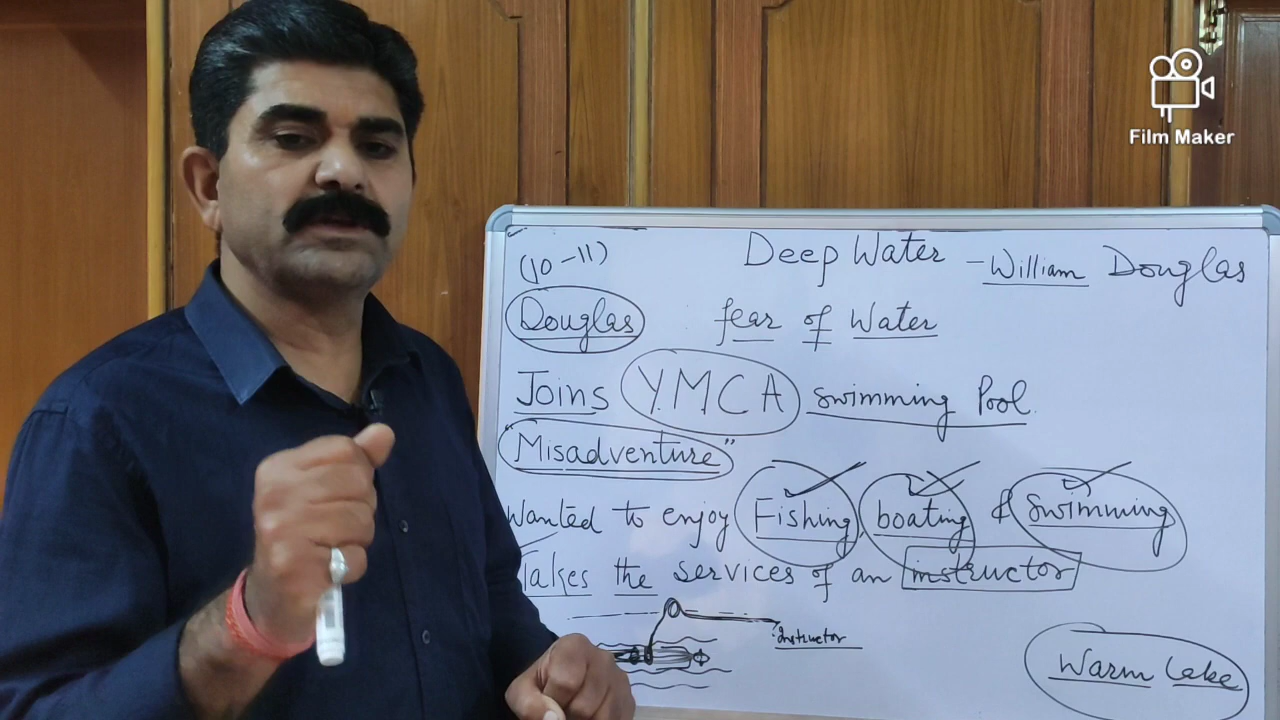 Film Maker
(10-11)
Deep Water - William Douglas
Douglas fear of Water
Joins Y.M.C.A swimming Pool.
"Misadventure"
Wanted to enjoy Fishing, boating & Swimming
Takes the services of an instructor
Instructor
Warm Lake